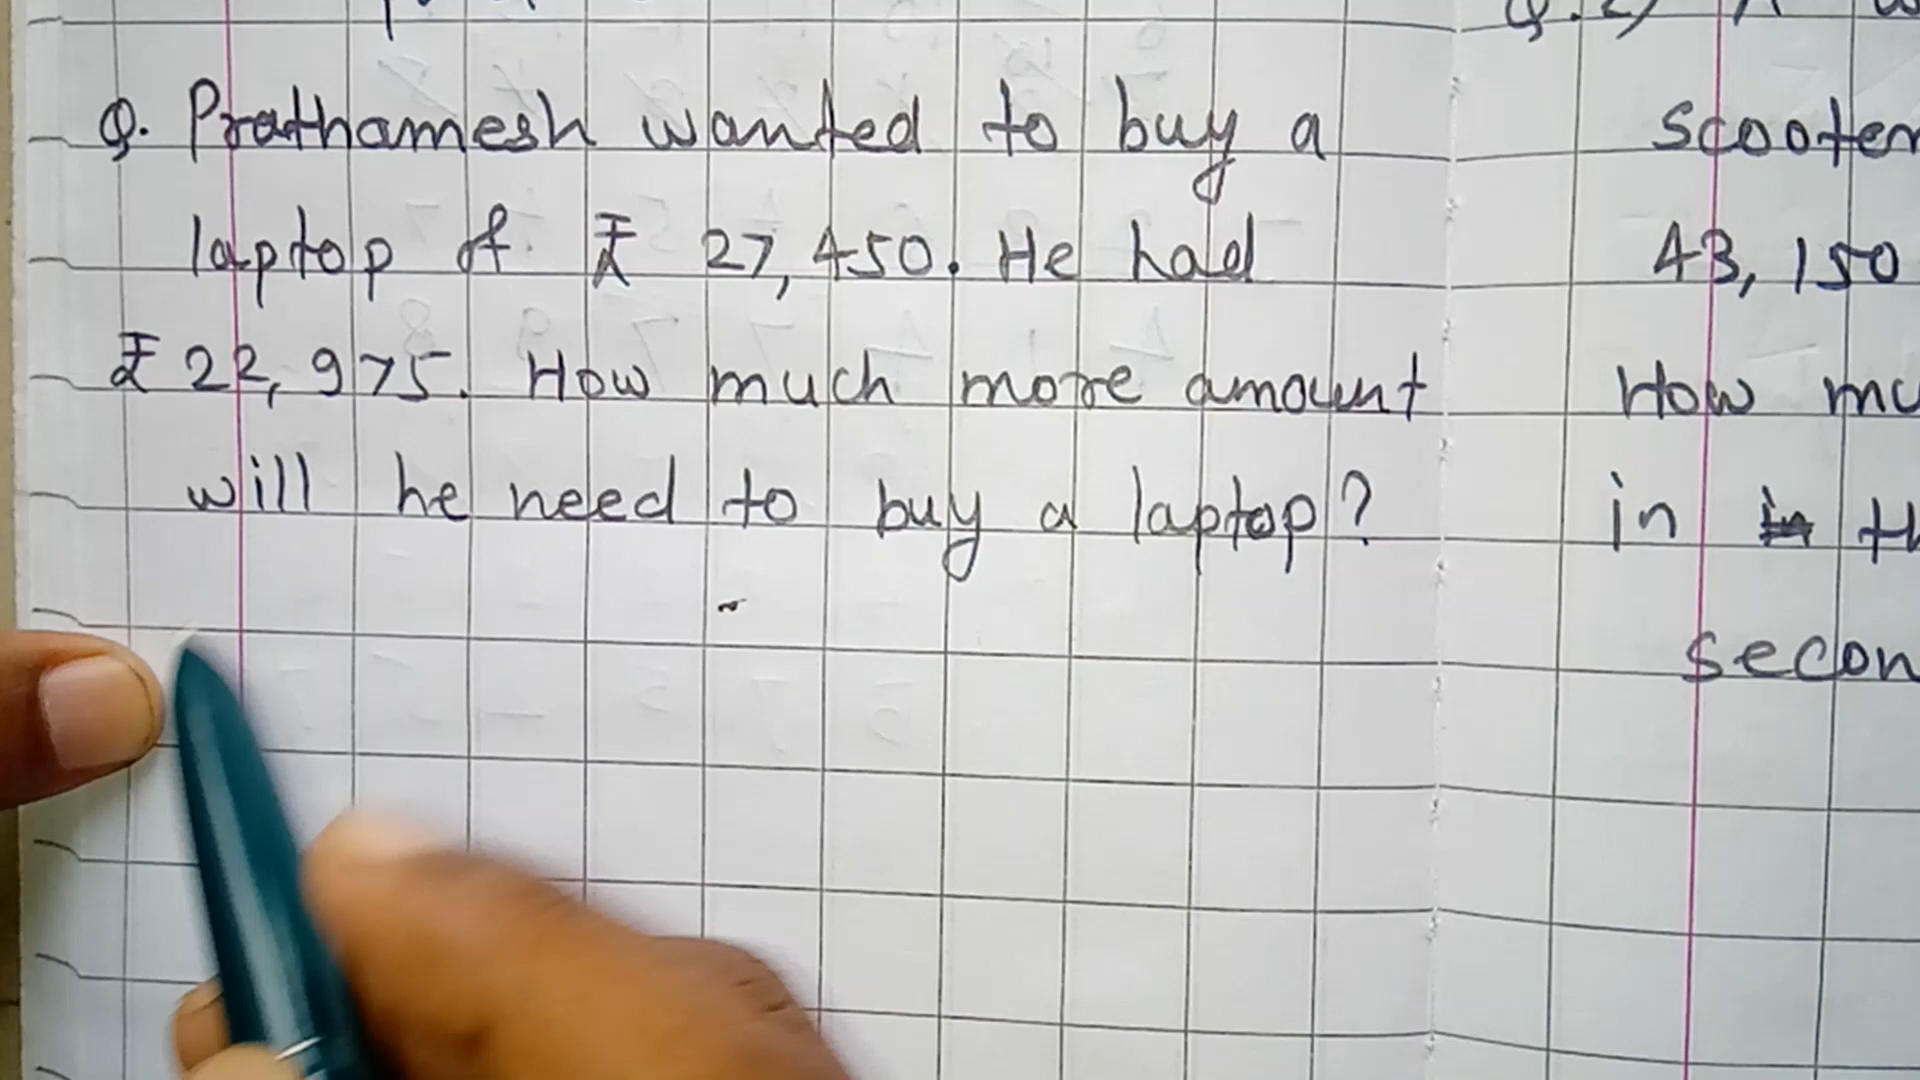 Q. Prathamesh wanted to buy a
laptop of ₹ 27,450. He had
₹ 22,975. How much more amount
will he need to buy a laptop?
scooter
43,150
How
in